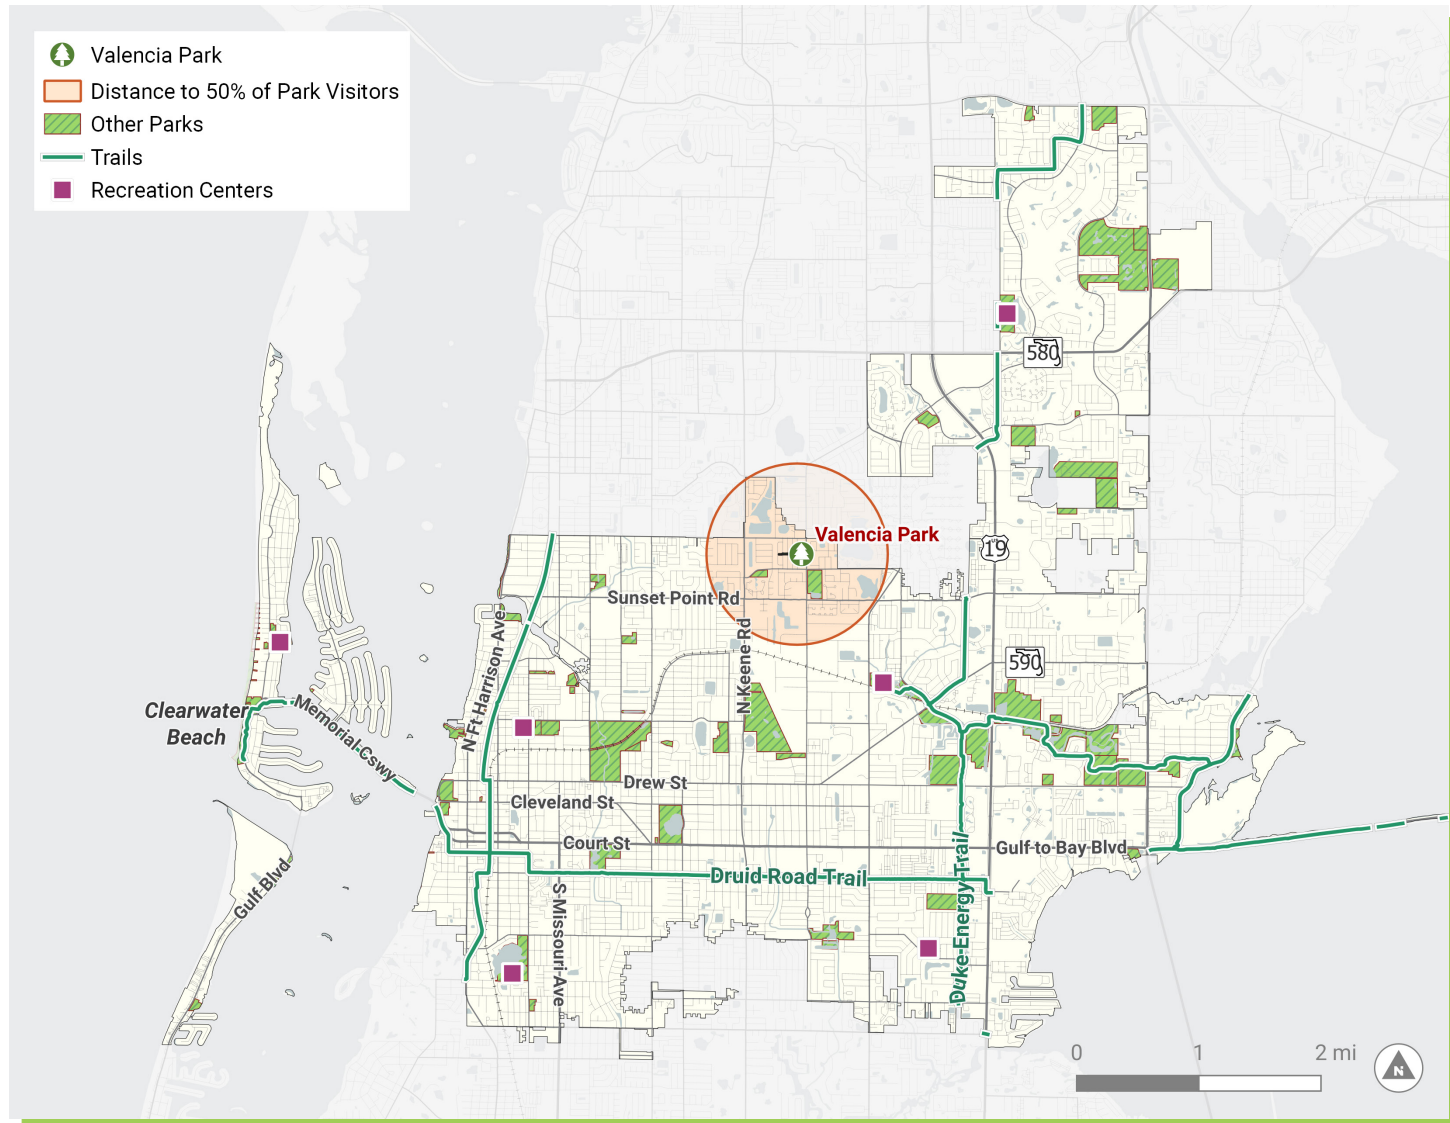 Valencia Park
Distance to 50% of Park Visitors
Other Parks
Trails
Recreation Centers
580
Valencia Park
19
Sunset Point Rd
590
N Keene Rd
N Ft Harrison Ave
Clearwater
Beach
Memorial Cswy
Drew St
Cleveland St
Court St
Gulf to Bay Blvd
Druid Road Trail
Gulf Blvd
S Missouri Ave
Duke Energy Trail
0 1 2 mi
N